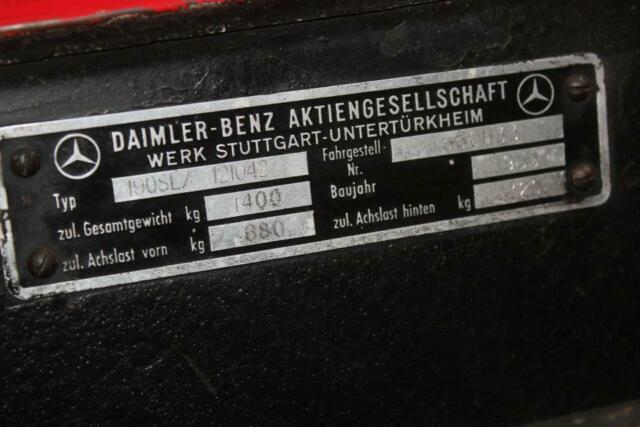 DAIMLER-BENZ AKTIENGESELLSCHAFT
WERK STUTTGART-UNTERTÜRKHEIM
Typ 190SL/ 121042 Fahrgestell-Nr.
zul. Gesamtgewicht kg 1400 Baujahr
zul. Achslast vorn kg 680 zul. Achslast hinten kg